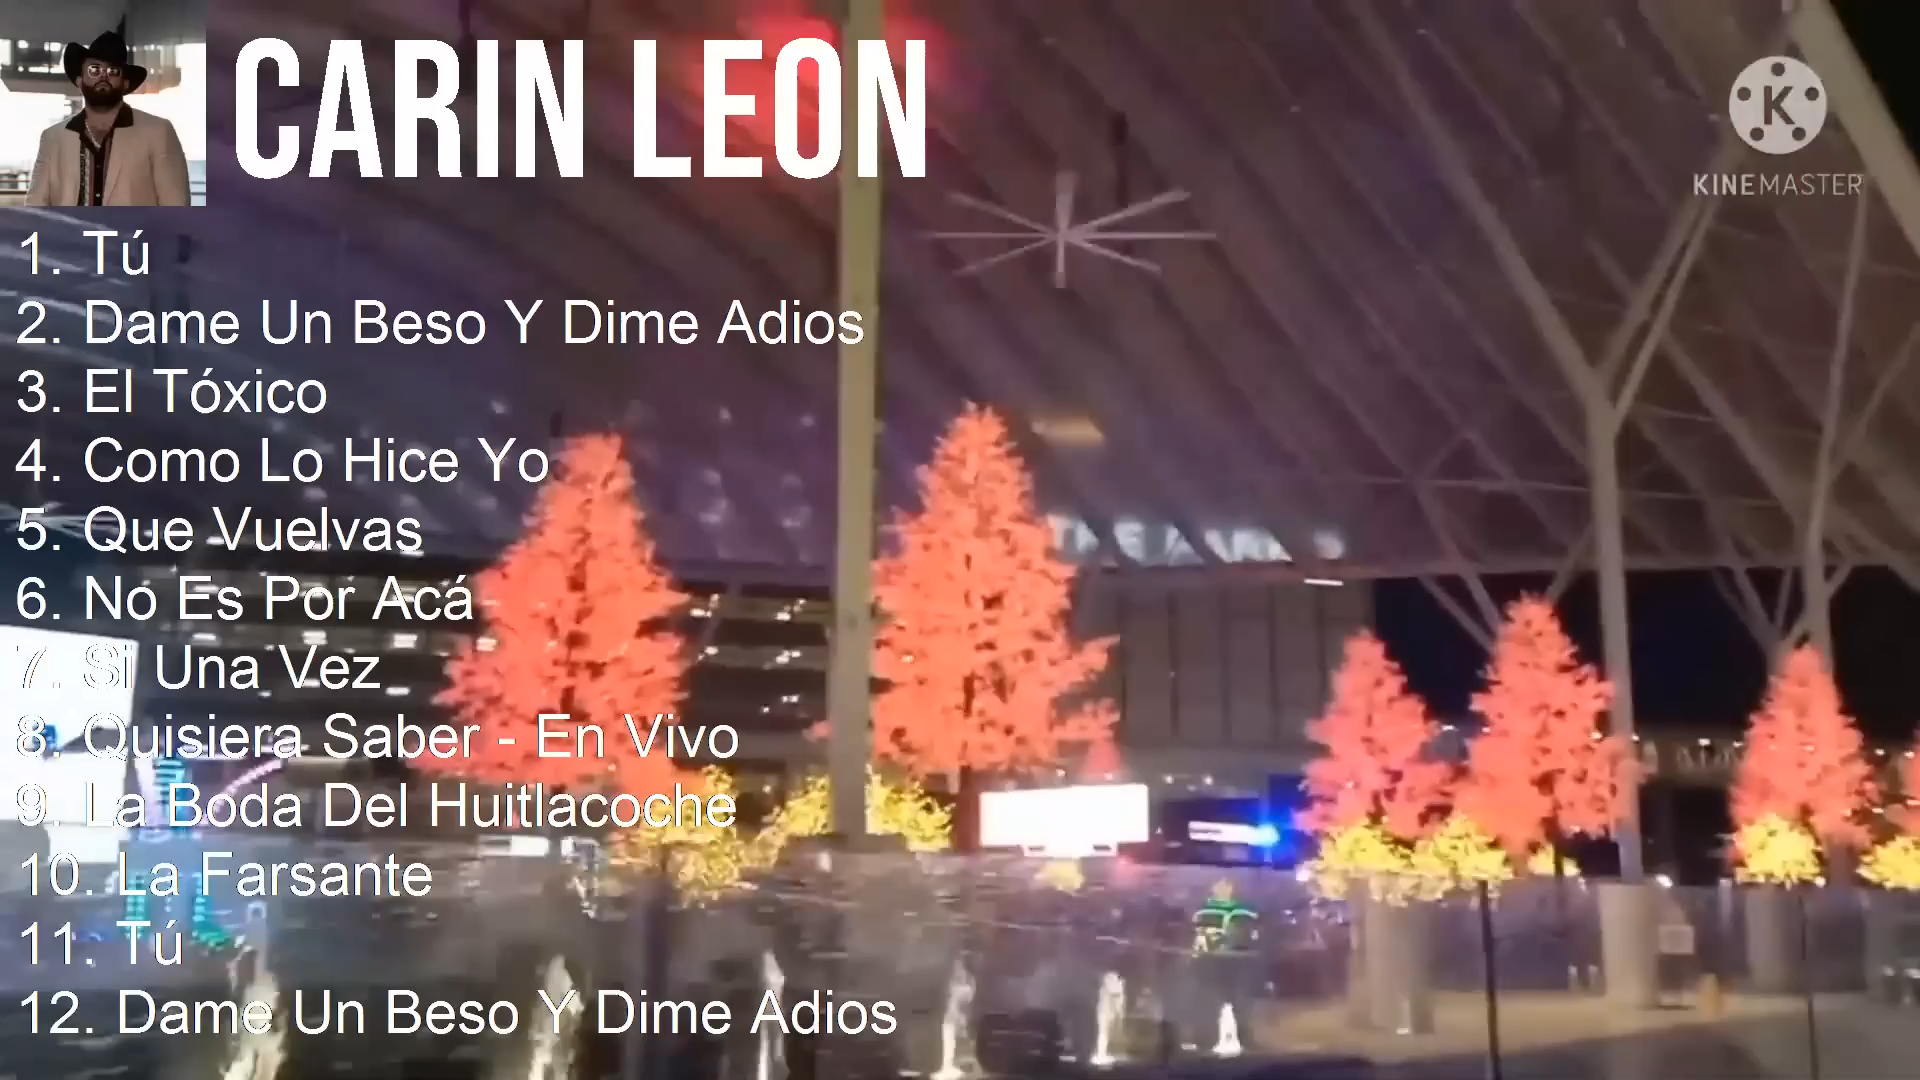 CARIN LEON
K
KINEMASTER
1. Tú
2. Dame Un Beso Y Dime Adios
3. El Tóxico
4. Como Lo Hice Yo
5. Que Vuelvas
6. No Es Por Acá
7. Si Una Vez
8. Quisiera Saber - En Vivo
9. La Boda Del Huitlacoche
10. La Farsante
11. Tú
12. Dame Un Beso Y Dime Adios
THE PARK